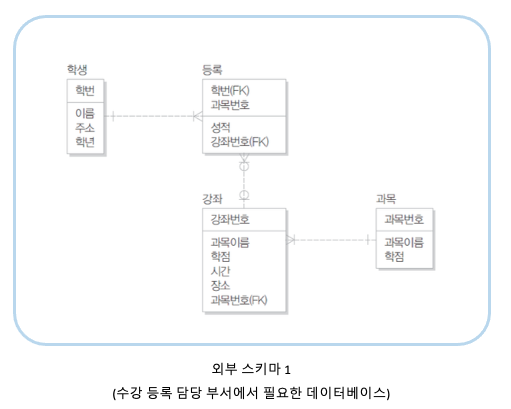 학생
학번
이름
주소
학년
등록
학번(FK)
과목번호
성적
강좌번호(FK)
강좌
강좌번호
과목이름
학점
시간
장소
과목번호(FK)
과목
과목번호
과목이름
학점
외부 스키마 1
(수강 등록 담당 부서에서 필요한 데이터베이스)